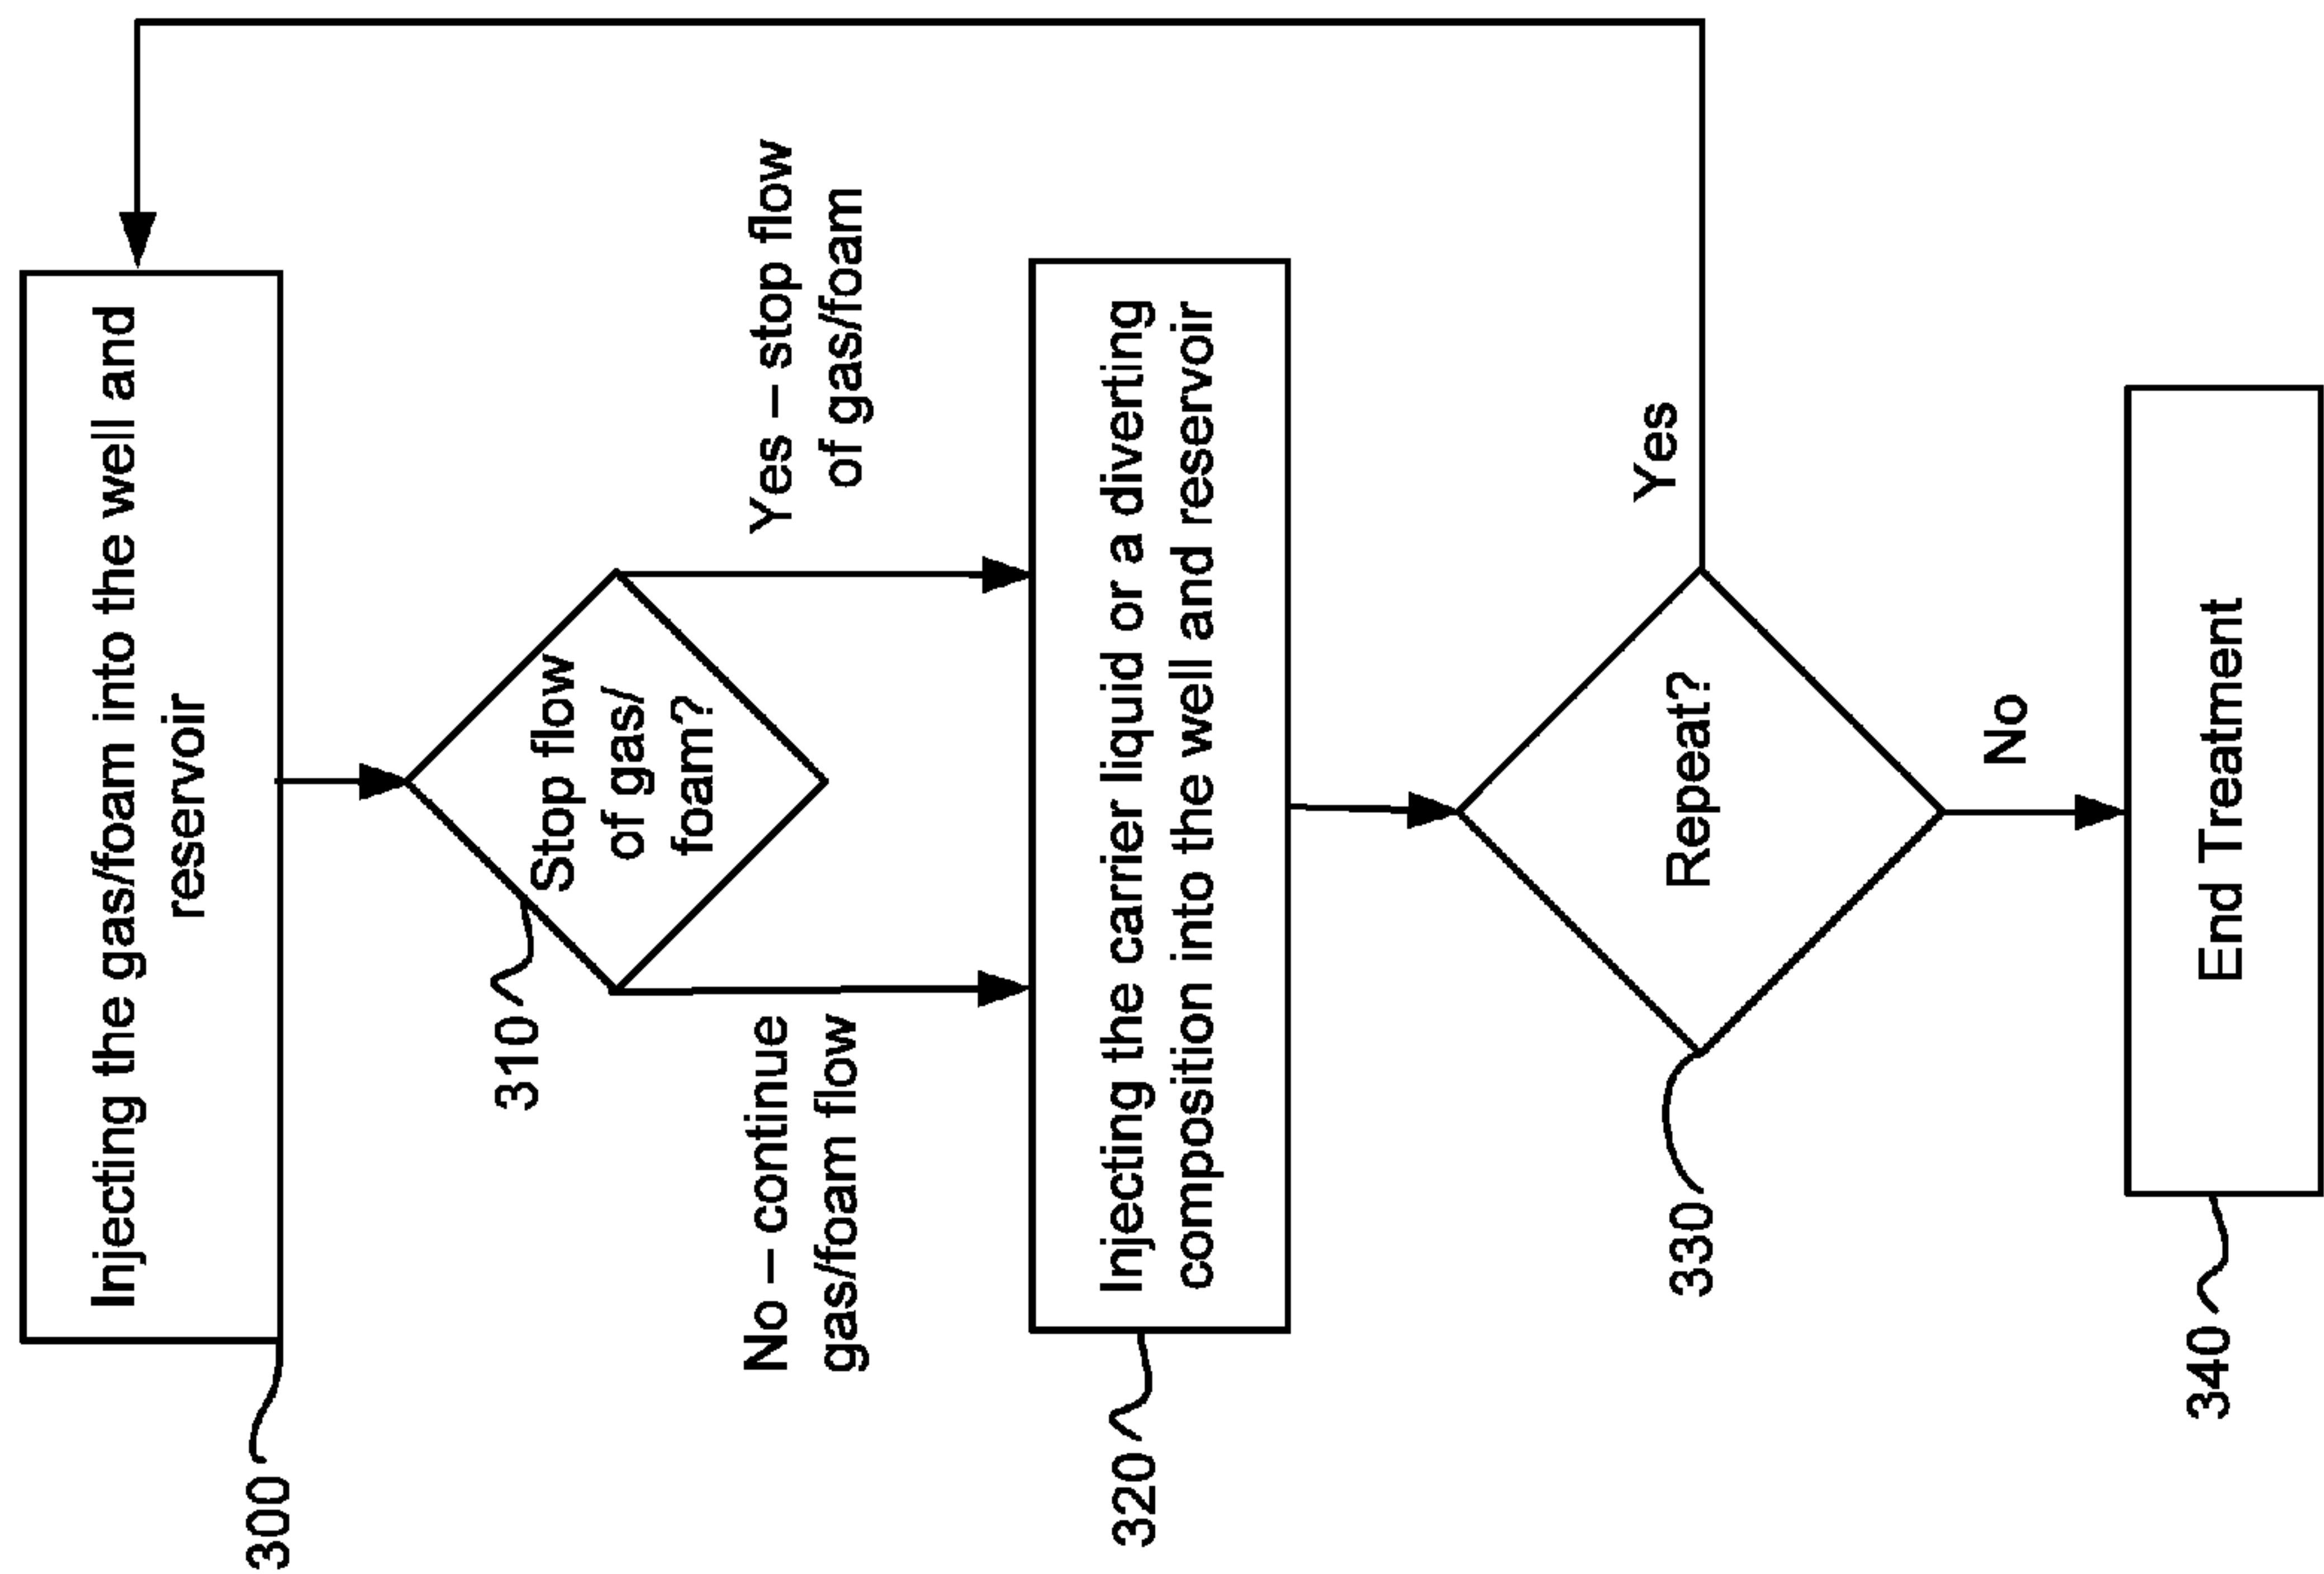 Injecting the gas/foam into the well and
reservoir
300
Stop flow
of gas/
foam?
310
No – continue
gas/foam flow
Yes – stop flow
of gas/foam
Injecting the carrier liquid or a diverting
composition into the well and reservoir
320
Repeat?
330
Yes
No
End Treatment
340